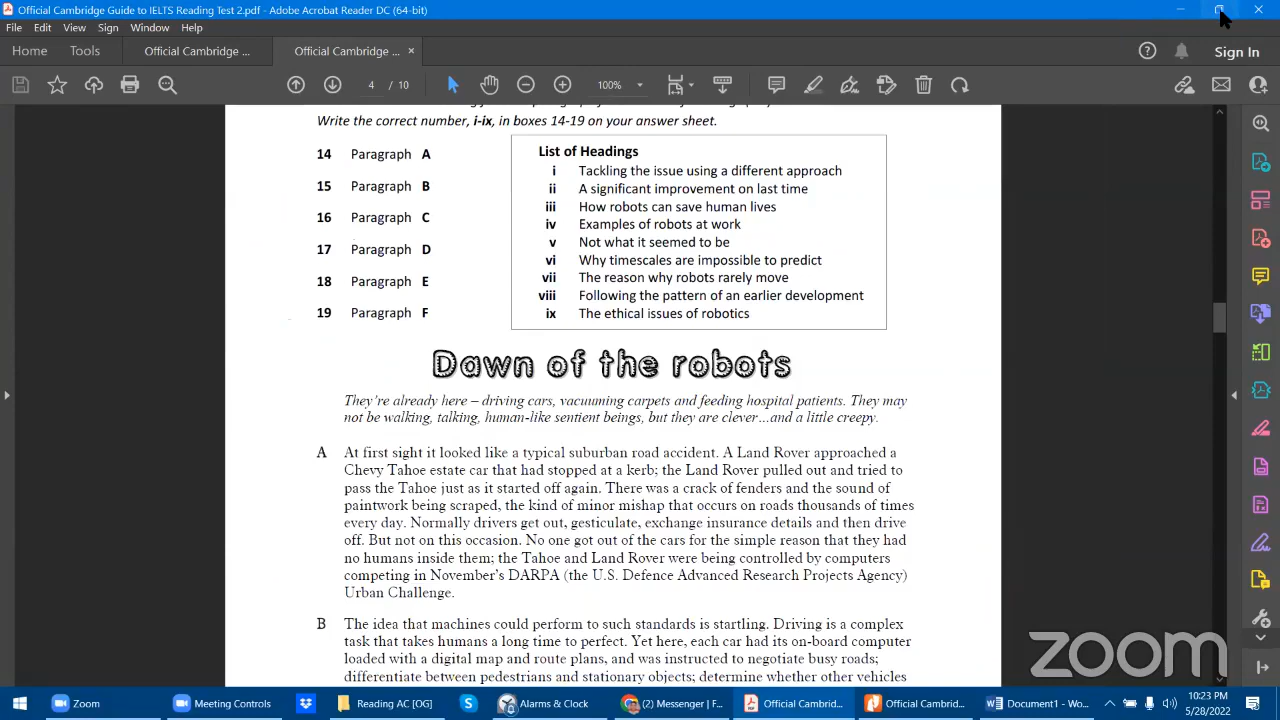 Official Cambridge Guide to IELTS Reading Test 2.pdf - Adobe Acrobat Reader DC (64-bit)
File Edit View Sign Window Help
Home Tools Official Cambridge ... Official Cambridge ... × Sign In
4 / 10 100%
Write the correct number, i-ix, in boxes 14-19 on your answer sheet.
14 Paragraph A
15 Paragraph B
16 Paragraph C
17 Paragraph D
18 Paragraph E
19 Paragraph F
List of Headings
i Tackling the issue using a different approach
ii A significant improvement on last time
iii How robots can save human lives
iv Examples of robots at work
v Not what it seemed to be
vi Why timescales are impossible to predict
vii The reason why robots rarely move
viii Following the pattern of an earlier development
ix The ethical issues of robotics
Dawn of the robots
They're already here – driving cars, vacuuming carpets and feeding hospital patients. They may
not be walking, talking, human-like sentient beings, but they are clever…and a little creepy.
A At first sight it looked like a typical suburban road accident. A Land Rover approached a
Chevy Tahoe estate car that had stopped at a kerb; the Land Rover pulled out and tried to
pass the Tahoe just as it started off again. There was a crack of fenders and the sound of
paintwork being scraped, the kind of minor mishap that occurs on roads thousands of times
every day. Normally drivers get out, gesticulate, exchange insurance details and then drive
off. But not on this occasion. No one got out of the cars for the simple reason that they had
no humans inside them; the Tahoe and Land Rover were being controlled by computers
competing in November's DARPA (the U.S. Defence Advanced Research Projects Agency)
Urban Challenge.
B The idea that machines could perform to such standards is startling. Driving is a complex
task that takes humans a long time to perfect. Yet here, each car had its on-board computer
loaded with a digital map and route plans, and was instructed to negotiate busy roads;
differentiate between pedestrians and stationary objects; determine whether other vehicles
zoom
Zoom Meeting Controls Reading AC [OG] Alarms & Clock (2) Messenger | F... Official Cambrid... Official Cambrid... Document1 - Wo...
10:23 PM
5/28/2022